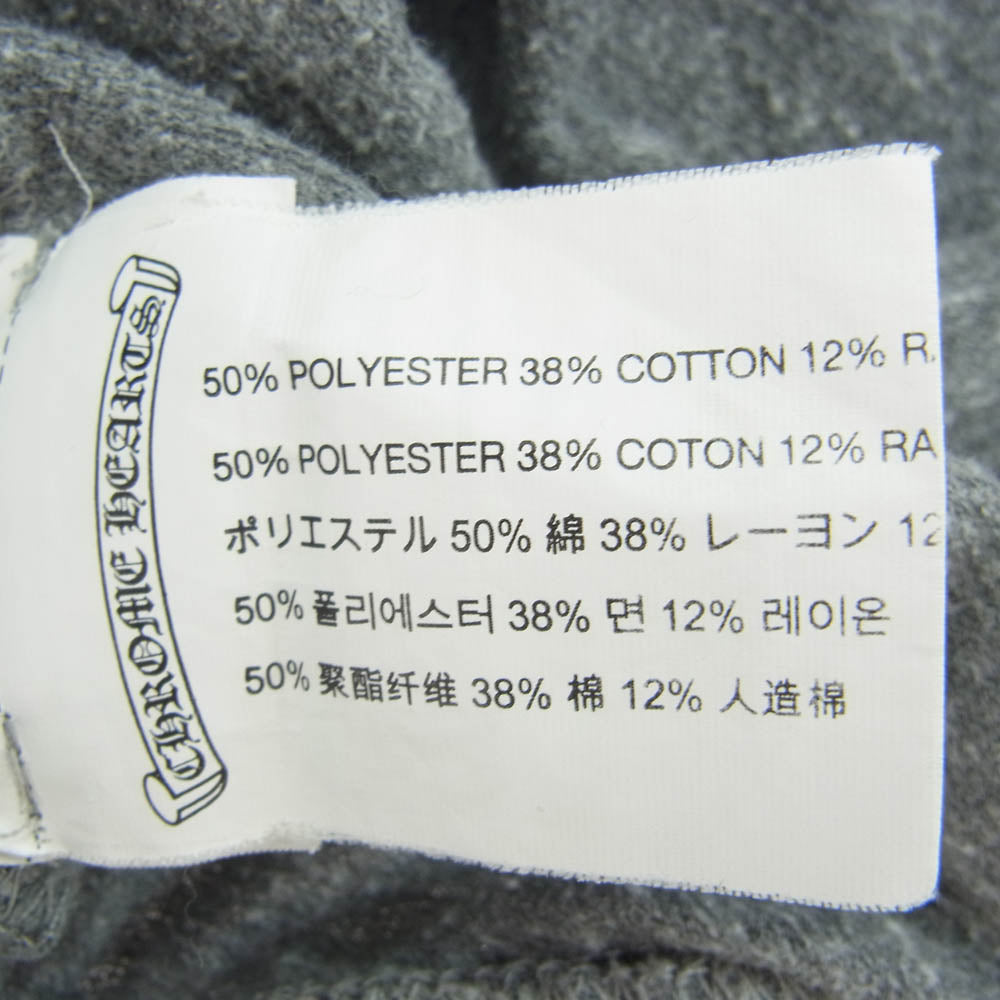 CHROME HEARTS
50% POLYESTER 38% COTTON 12%
50% POLYESTER 38% COTON 12% RA
ポリエステル 50% 綿 38% レーヨン 12
50% 폴리에스터 38% 면 12% 레이온
50% 聚酯纤维 38% 棉 12% 人造棉